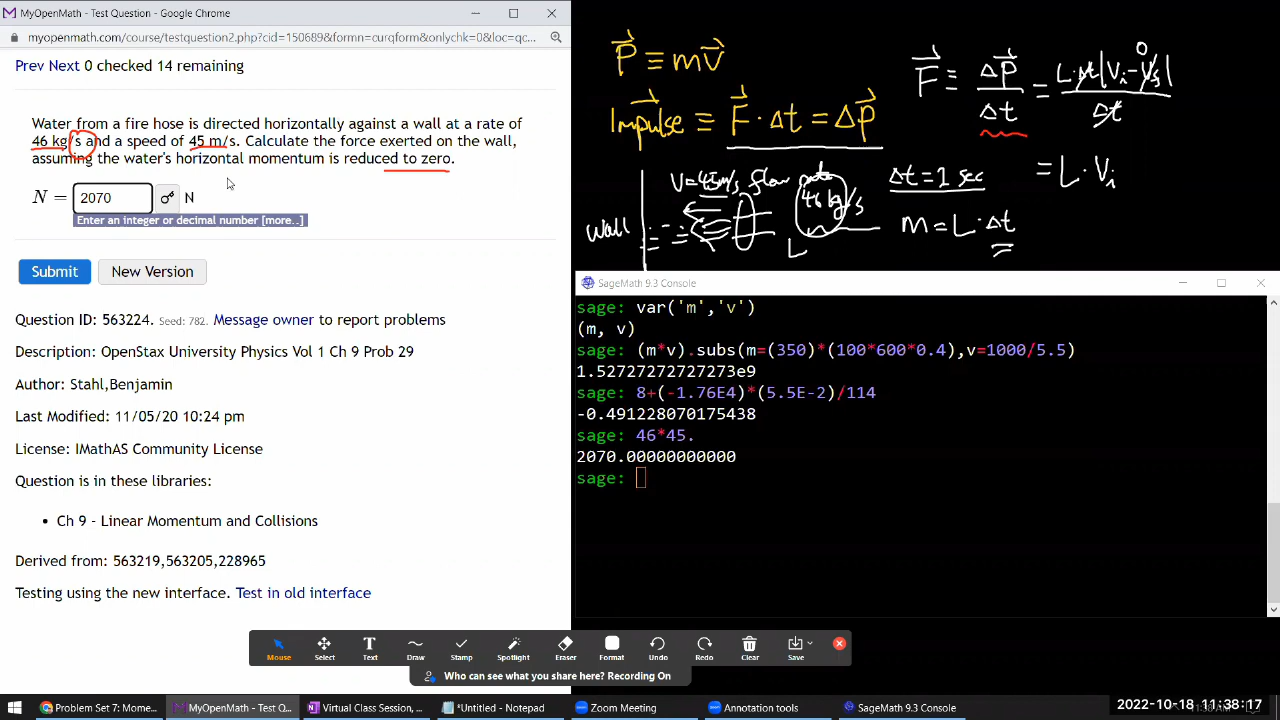 MyOpenMath - Test Question - Google Chrome
myopenmath.com/course/testquestion2.php?cid=150689&formn=curqform&onlychk=0&loc=qc...
Prev Next 0 checked 14 remaining
Water from a fire hose is directed horizontally against a wall at a rate of
46 kg/s and a speed of 45 m/s. Calculate the force exerted on the wall,
assuming the water's horizontal momentum is reduced to zero.
N = 2070 N
Enter an integer or decimal number [more..]
Submit New Version
Question ID: 563224. Seed: 782. Message owner to report problems
Description: OpenStax University Physics Vol 1 Ch 9 Prob 29
Author: Stahl,Benjamin
Last Modified: 11/05/20 10:24 pm
License: IMathAS Community License
Question is in these libraries:
• Ch 9 - Linear Momentum and Collisions
Derived from: 563219,563205,228965
Testing using the new interface. Test in old interface
P⃗ ≡ mv⃗
Impulse ≡ F⃗ · Δt = ΔP⃗
F⃗ ≡ ΔP⃗/Δt = L·Δt|Vi - Vf|/Δt
0
= L · Vi
V=45m/s flow rate
46 kg/s
Δt=1 sec
Wall
L
m = L · Δt
SageMath 9.3 Console
sage: var('m','v')
(m, v)
sage: (m*v).subs(m=(350)*(100*600*0.4),v=1000/5.5)
1.52727272727273e9
sage: 8+(-1.76E4)*(5.5E-2)/114
-0.491228070175438
sage: 46*45.
2070.00000000000
sage:
Mouse Select Text Draw Stamp Spotlight Eraser Format Undo Redo Clear Save
Who can see what you share here? Recording On
Problem Set 7: Mome... MyOpenMath - Test Q... Virtual Class Session, ... *Untitled - Notepad Zoom Meeting Annotation tools SageMath 9.3 Console
2022-10-18 11:38:17